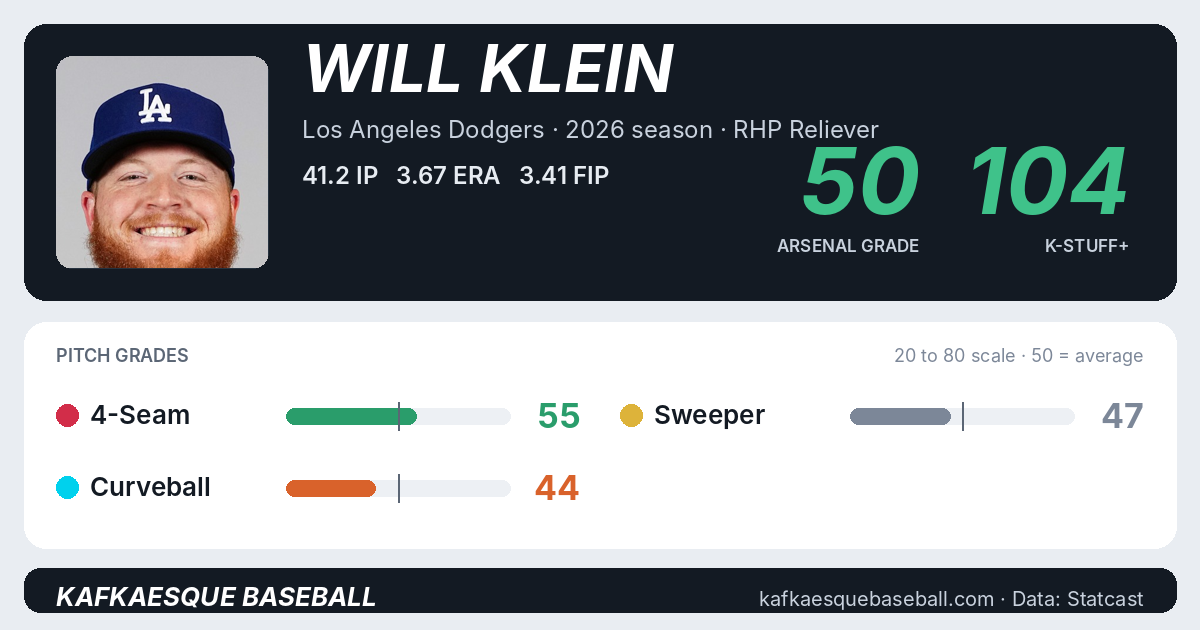 WILL KLEIN
Los Angeles Dodgers · 2026 season · RHP Reliever
41.2 IP 3.67 ERA 3.41 FIP
50 104
ARSENAL GRADE K-STUFF+
LA
PITCH GRADES 20 to 80 scale · 50 = average
4-Seam 55 Sweeper 47
Curveball 44
KAFKAESQUE BASEBALL kafkaesquebaseball.com · Data: Statcast